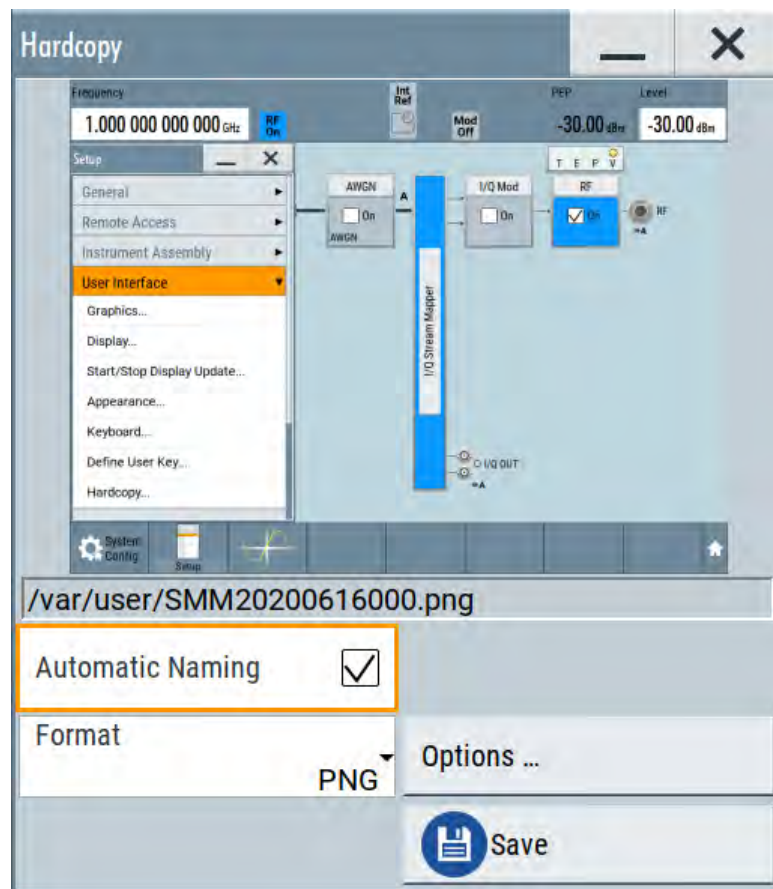 Hardcopy
Frequency
Int Ref
PEP
Level
1.000 000 000 000 GHz
RF On
Mod Off
-30.00 dBm
-30.00 dBm
Setup
T E P V
General
Remote Access
Instrument Assembly
User Interface
Graphics...
Display...
Start/Stop Display Update...
Appearance...
Keyboard...
Define User Key...
Hardcopy...
AWGN
On
AWGN
A
I/Q Stream Mapper
I/Q Mod
On
RF
On
RF
∞A
I/Q OUT
∞A
System Config
Setup
/var/user/SMM20200616000.png
Automatic Naming
Format
PNG
Options ...
Save